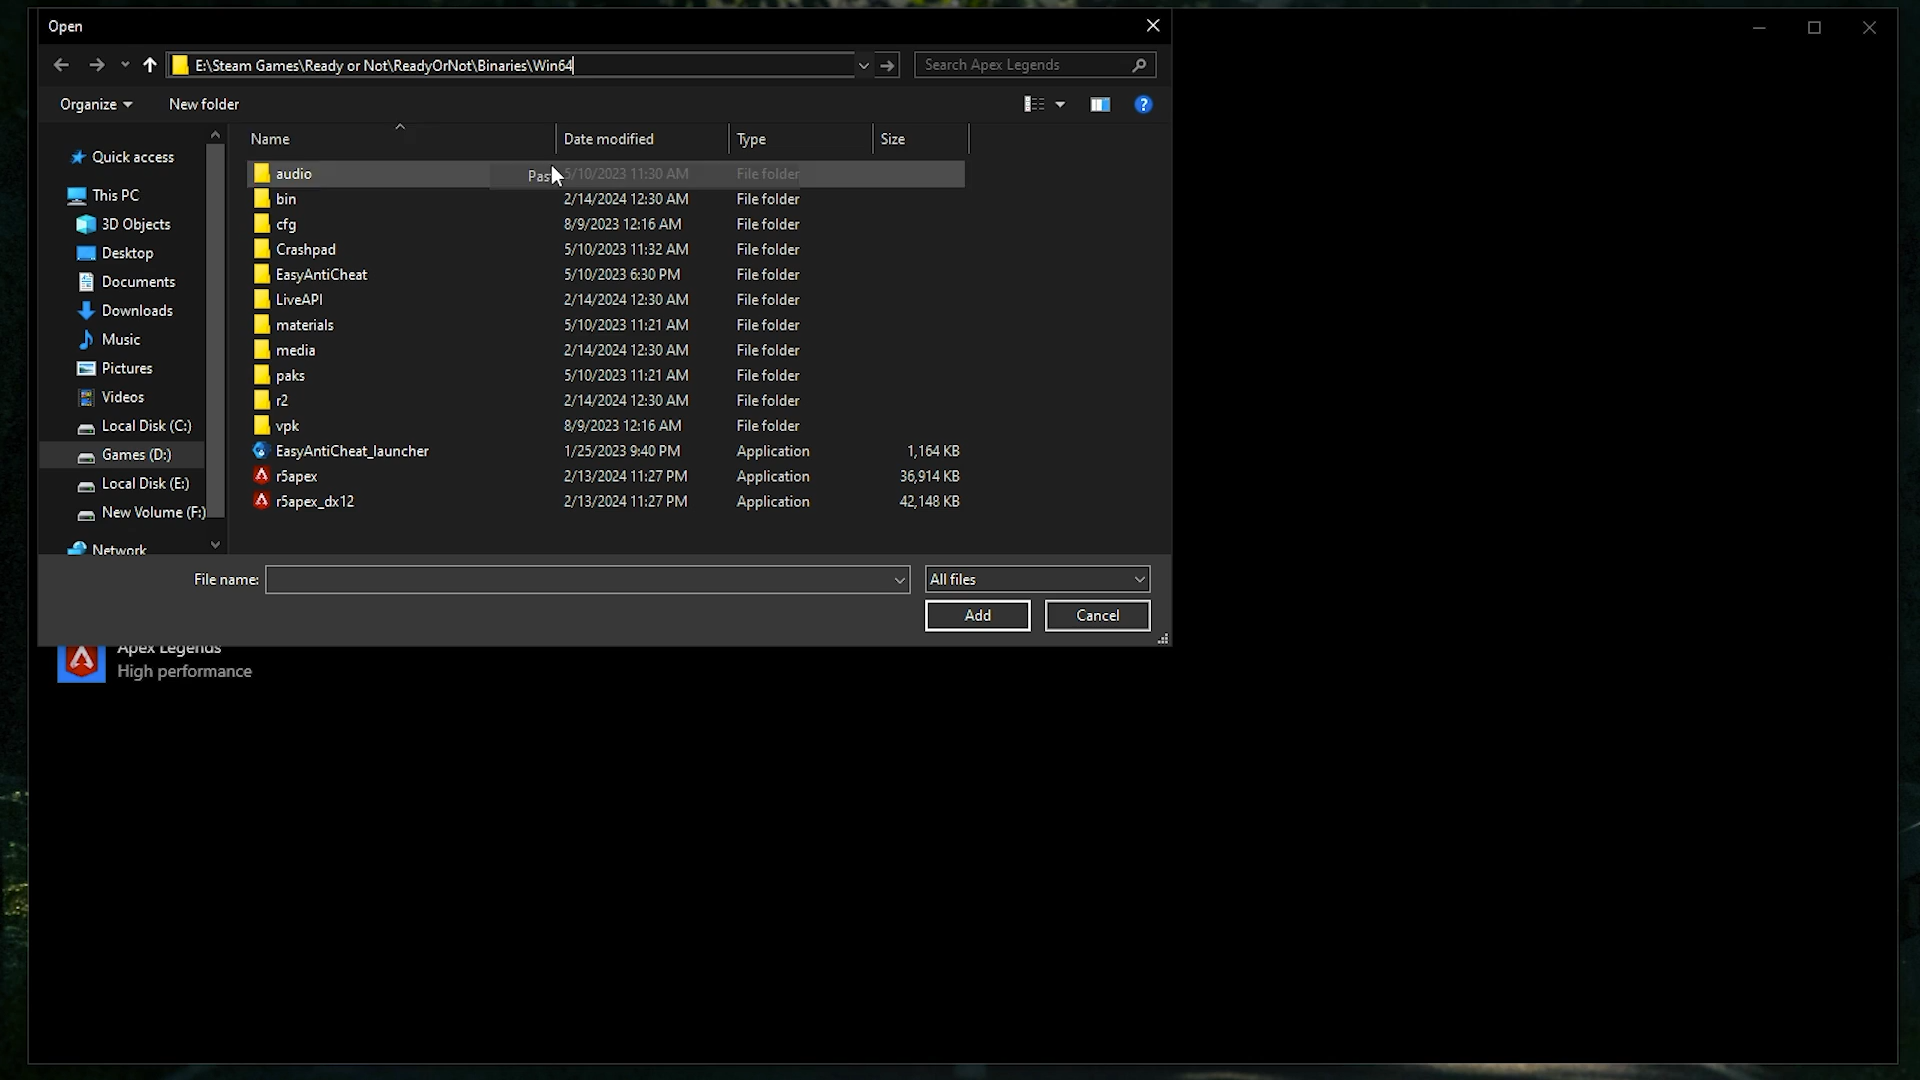 Open
E:\Steam Games\Ready or Not\ReadyOrNot\Binaries\Win64
Search Apex Legends
Organize
New folder
Name Date modified Type Size
Quick access
This PC
3D Objects
Desktop
Documents
Downloads
Music
Pictures
Videos
Local Disk (C:)
Games (D:)
Local Disk (E:)
New Volume (F:)
Network
audio 5/10/2023 11:30 AM File folder
Pas
bin 2/14/2024 12:30 AM File folder
cfg 8/9/2023 12:16 AM File folder
Crashpad 5/10/2023 11:32 AM File folder
EasyAntiCheat 5/10/2023 6:30 PM File folder
LiveAPI 2/14/2024 12:30 AM File folder
materials 5/10/2023 11:21 AM File folder
media 2/14/2024 12:30 AM File folder
paks 5/10/2023 11:21 AM File folder
r2 2/14/2024 12:30 AM File folder
vpk 8/9/2023 12:16 AM File folder
EasyAntiCheat_launcher 1/25/2023 9:40 PM Application 1,164 KB
r5apex 2/13/2024 11:27 PM Application 36,914 KB
r5apex_dx12 2/13/2024 11:27 PM Application 42,148 KB
File name:
All files
Add
Cancel
Apex Legends
High performance